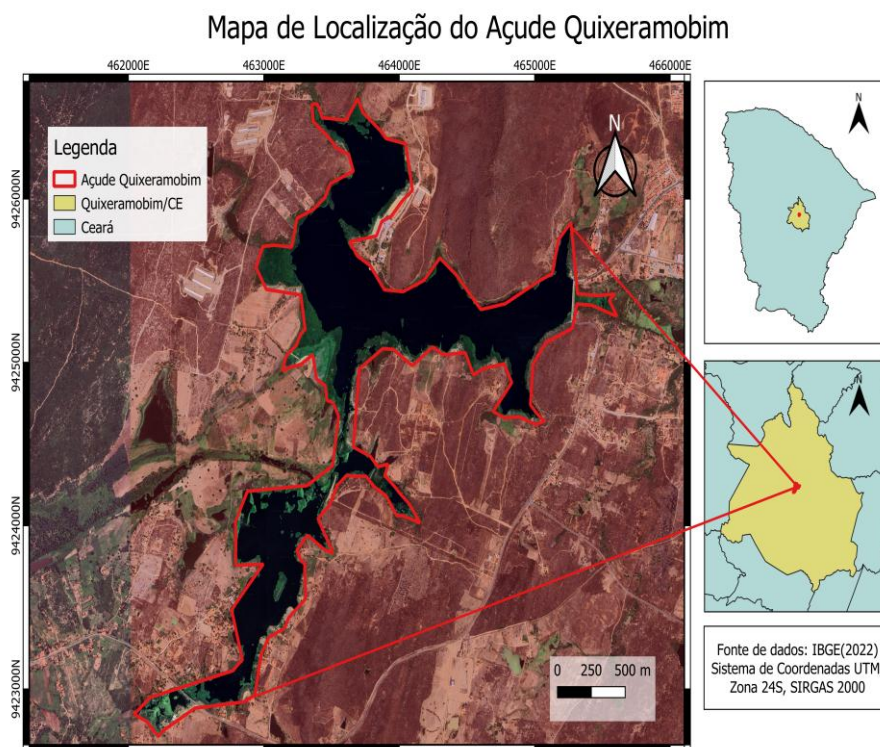 Mapa de Localização do Açude Quixeramobim
462000E 463000E 464000E 465000E 466000E
9426000N
9425000N
9424000N
9423000N
Legenda
Açude Quixeramobim
Quixeramobim/CE
Ceará
N
0 250 500 m
N
N
Fonte de dados: IBGE(2022)
Sistema de Coordenadas UTM
Zona 24S, SIRGAS 2000